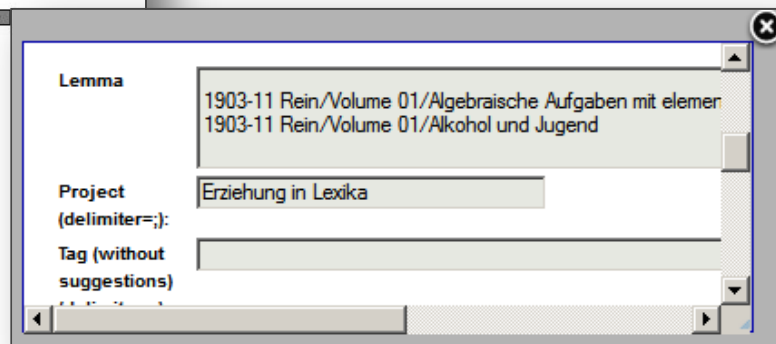 Lemma
1903-11 Rein/Volume 01/Algebraische Aufgaben mit elemen
1903-11 Rein/Volume 01/Alkohol und Jugend
Project
(delimiter=;):
Erziehung in Lexika
Tag (without
suggestions)